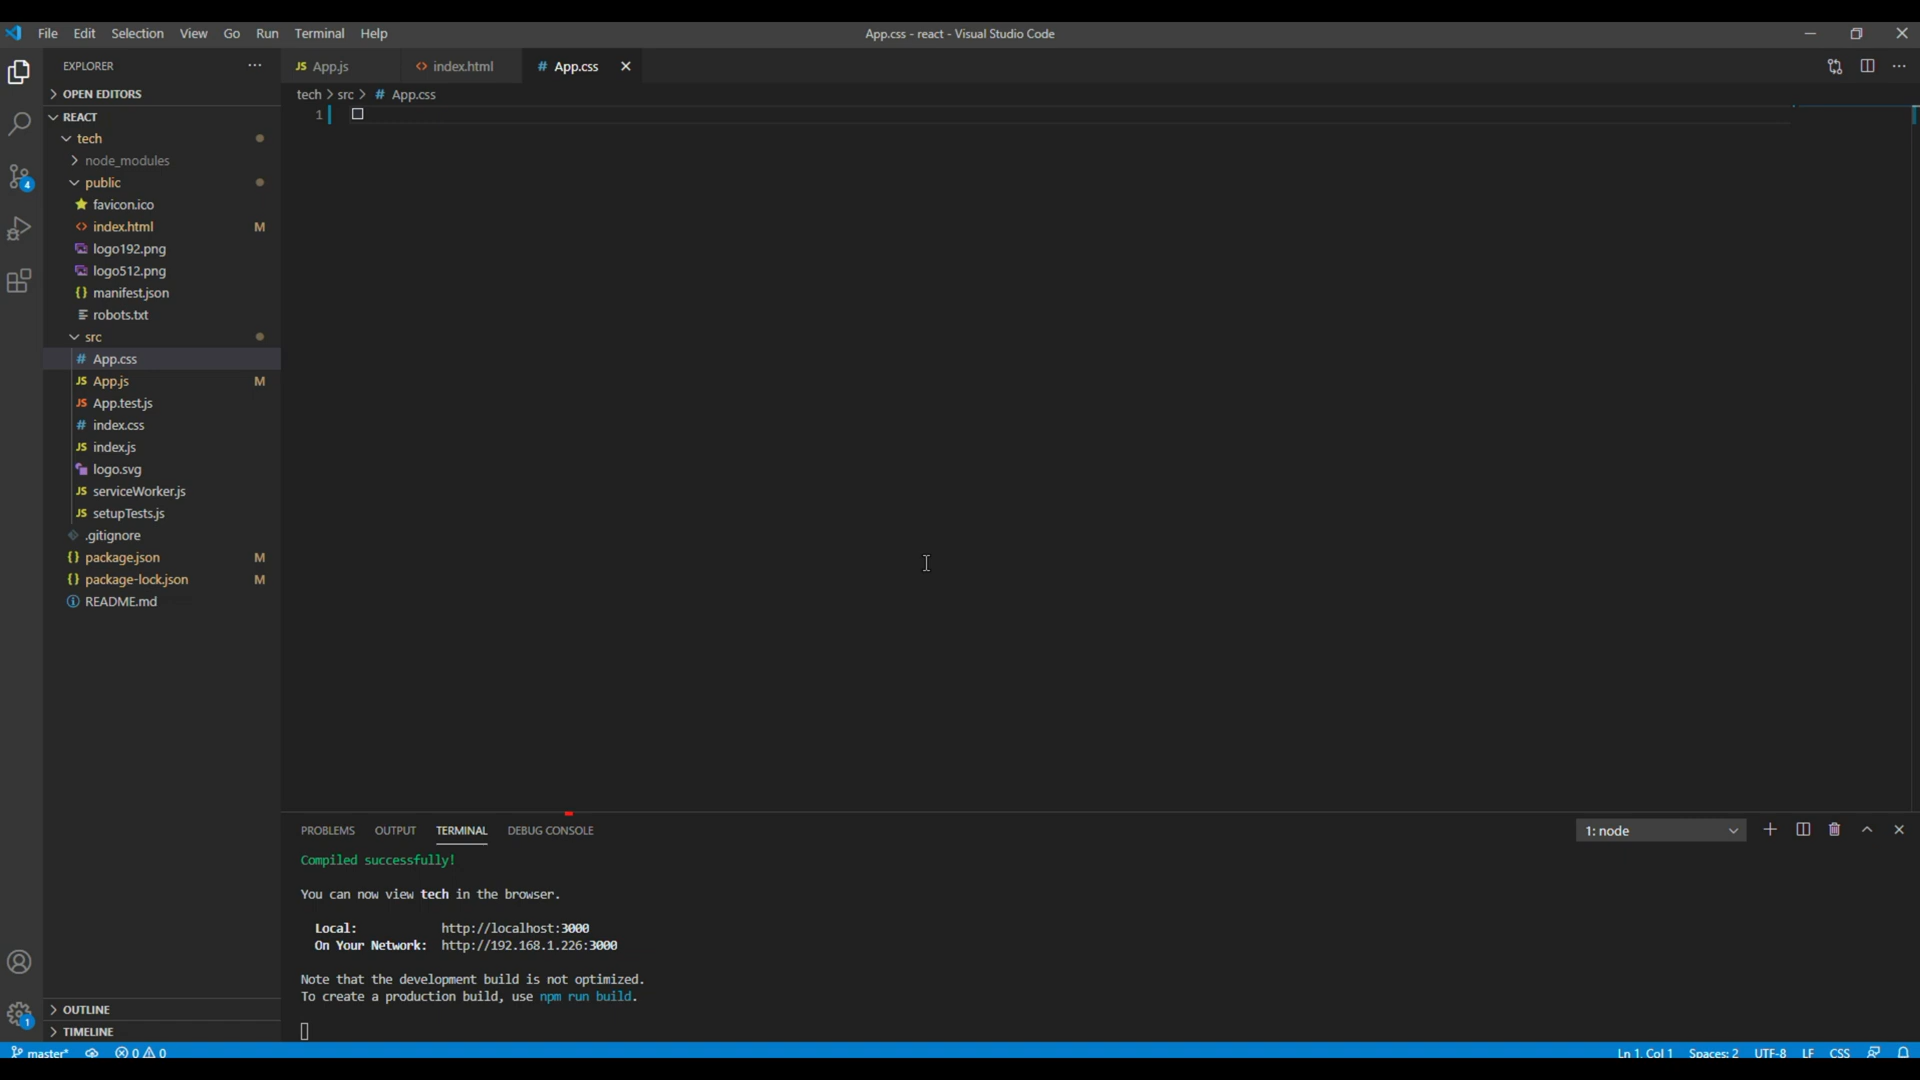 File Edit Selection View Go Run Terminal Help
App.css - react - Visual Studio Code
EXPLORER ...
OPEN EDITORS
REACT
tech
node_modules
public
favicon.ico
index.html M
logo192.png
logo512.png
manifest.json
robots.txt
src
App.css
App.js M
App.test.js
index.css
index.js
logo.svg
serviceWorker.js
setupTests.js
.gitignore
package.json M
package-lock.json M
README.md
OUTLINE
TIMELINE
4
1
JS App.js
<> index.html
# App.css
tech > src > # App.css
1
PROBLEMS OUTPUT TERMINAL DEBUG CONSOLE
1: node
Compiled successfully!
You can now view tech in the browser.
Local: http://localhost:3000
On Your Network: http://192.168.1.226:3000
Note that the development build is not optimized.
To create a production build, use npm run build.
master* 0 0 Ln 1, Col 1 Spaces: 2 UTF-8 LF CSS